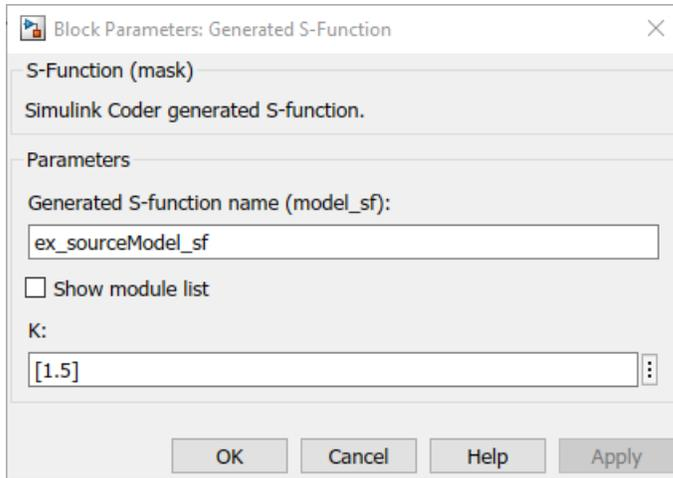 Block Parameters: Generated S-Function
S-Function (mask)
Simulink Coder generated S-function.
Parameters
Generated S-function name (model_sf):
ex_sourceModel_sf
Show module list
K:
[1.5]
OK Cancel Help Apply